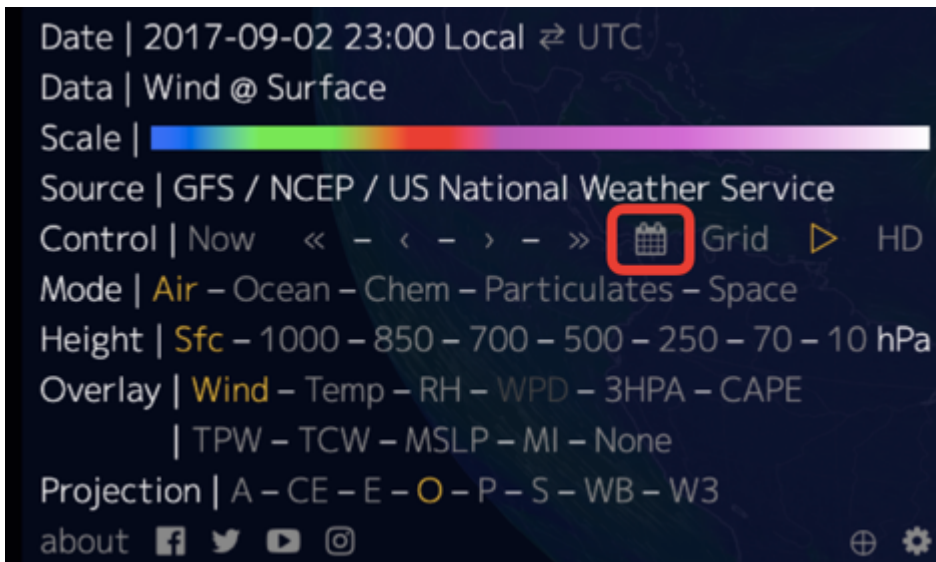 Date | 2017-09-02 23:00 Local ⇄ UTC
Data | Wind @ Surface
Scale |
Source | GFS / NCEP / US National Weather Service
Control | Now « – ‹ – › – » Grid HD
Mode | Air – Ocean – Chem – Particulates – Space
Height | Sfc – 1000 – 850 – 700 – 500 – 250 – 70 – 10 hPa
Overlay | Wind – Temp – RH – WPD – 3HPA – CAPE
| TPW – TCW – MSLP – MI – None
Projection | A – CE – E – O – P – S – WB – W3
about